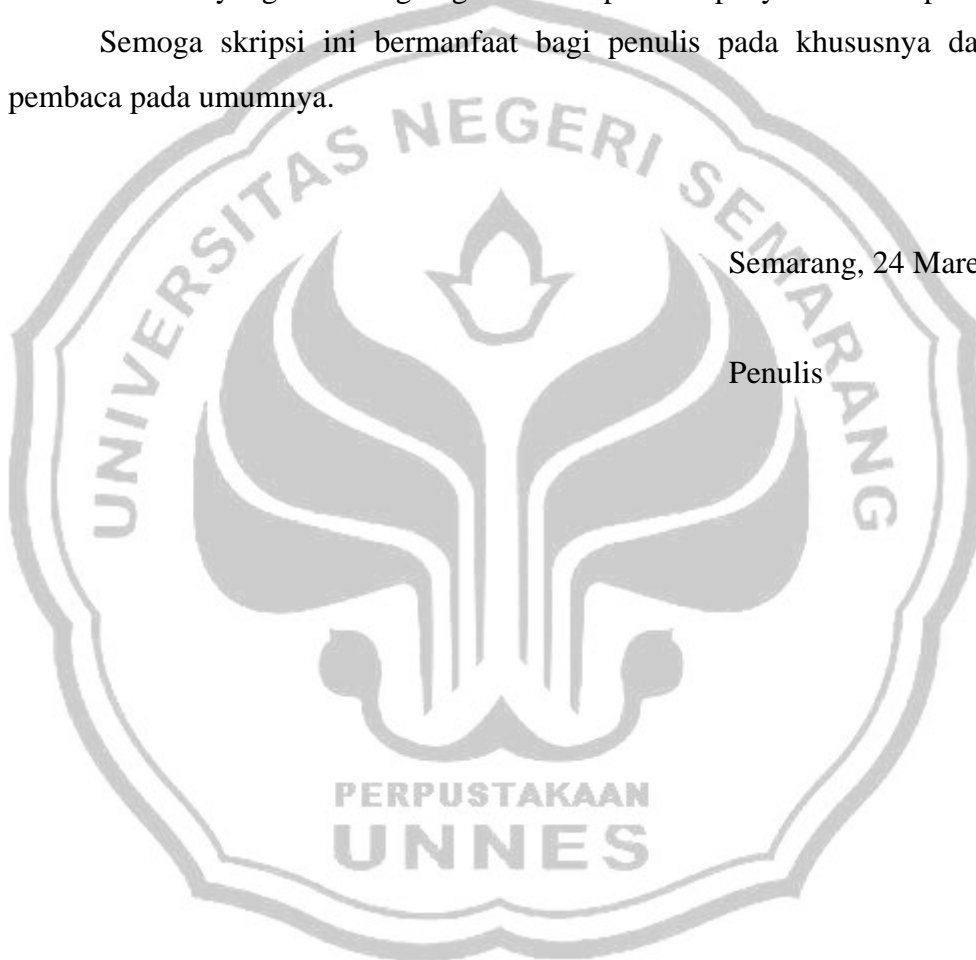 Semoga skripsi ini bermanfaat bagi penulis pada khususnya da
pembaca pada umumnya.
UNIVERSITAS NEGERI SEMARANG
Semarang, 24 Mare
Penulis
PERPUSTAKAAN
UNNES